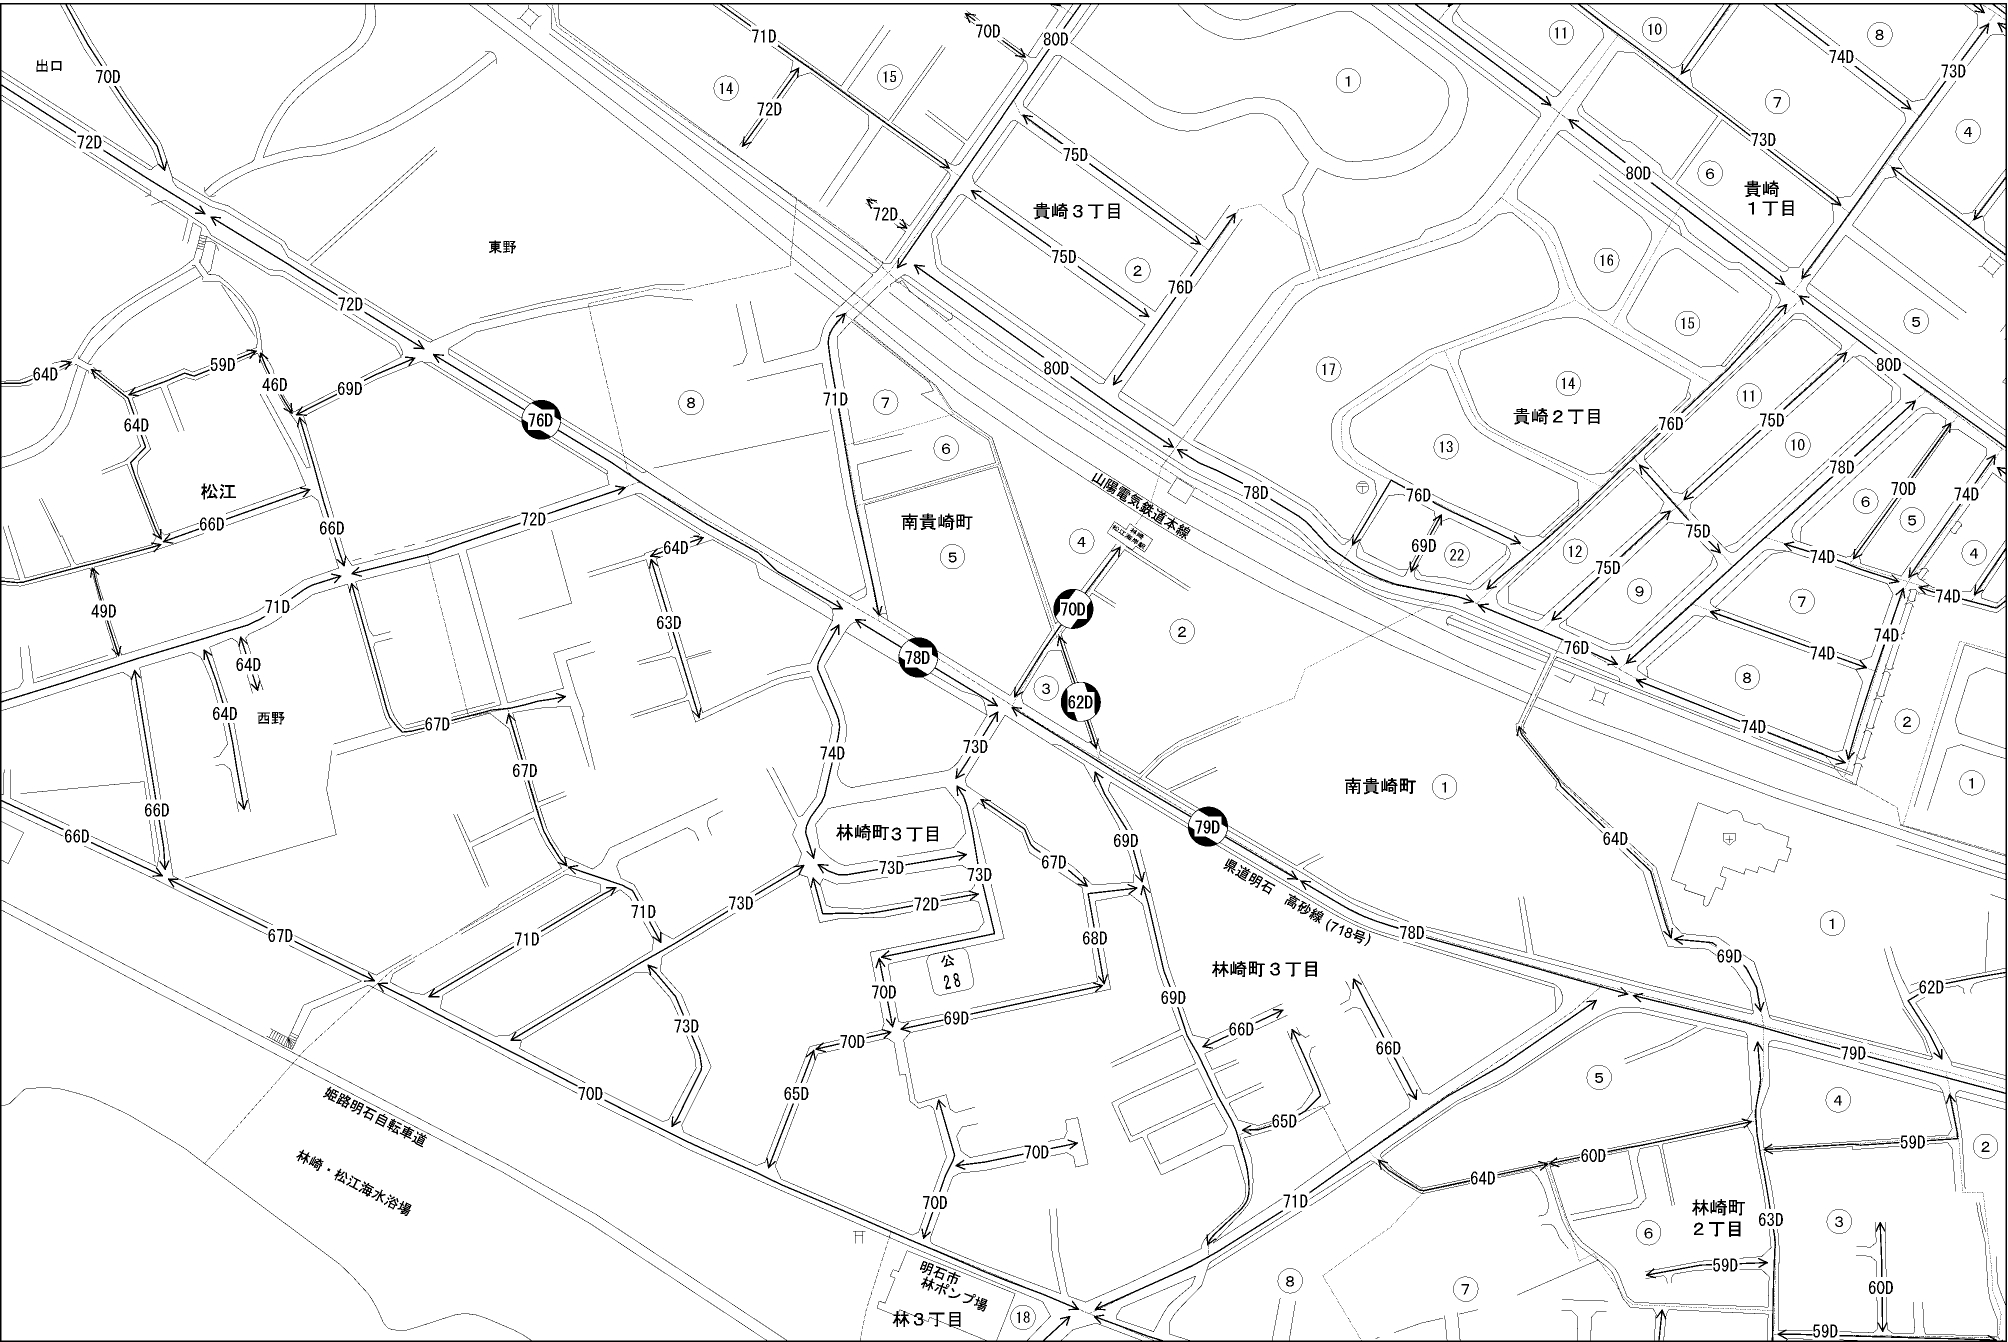 71D
70D
80D
⑪
⑩
⑧
出口
70D
74D
73D
⑭
⑮
①
72D
⑦
④
72D
75D
73D
80D
⑥
貴崎
1丁目
72D
貴崎3丁目
東野
75D
②
⑯
76D
72D
⑮
⑤
64D
59D
46D
69D
80D
⑰
⑭
80D
64D
76D
⑧
71D
⑦
貴崎2丁目
⑪
75D
76D
⑥
⑬
⑩
78D
松江
66D
66D
72D
山陽電気鉄道本線
78D
76D
70D
74D
南貴崎町
⑤
④
69D
㉒
⑫
75D
⑥
⑤
④
64D
75D
74D
49D
71D
63D
70D
②
⑨
⑦
74D
64D
78D
76D
74D
74D
64D
西野
67D
③
62D
⑧
74D
②
73D
74D
67D
南貴崎町
①
①
66D
66D
林崎町3丁目
79D
69D
64D
67D
73D
73D
県道明石 高砂線(718号)
73D
72D
71D
71D
67D
68D
78D
①
69D
公
28
林崎町3丁目
70D
69D
69D
62D
73D
66D
66D
70D
79D
70D
65D
⑤
④
姫路明石自転車道
65D
59D
②
70D
60D
林崎・松江海水浴場
70D
71D
64D
林崎町
2丁目
63D
③
⑥
明石市
林ポンプ場
59D
⑧
⑦
60D
林3丁目
⑱
59D